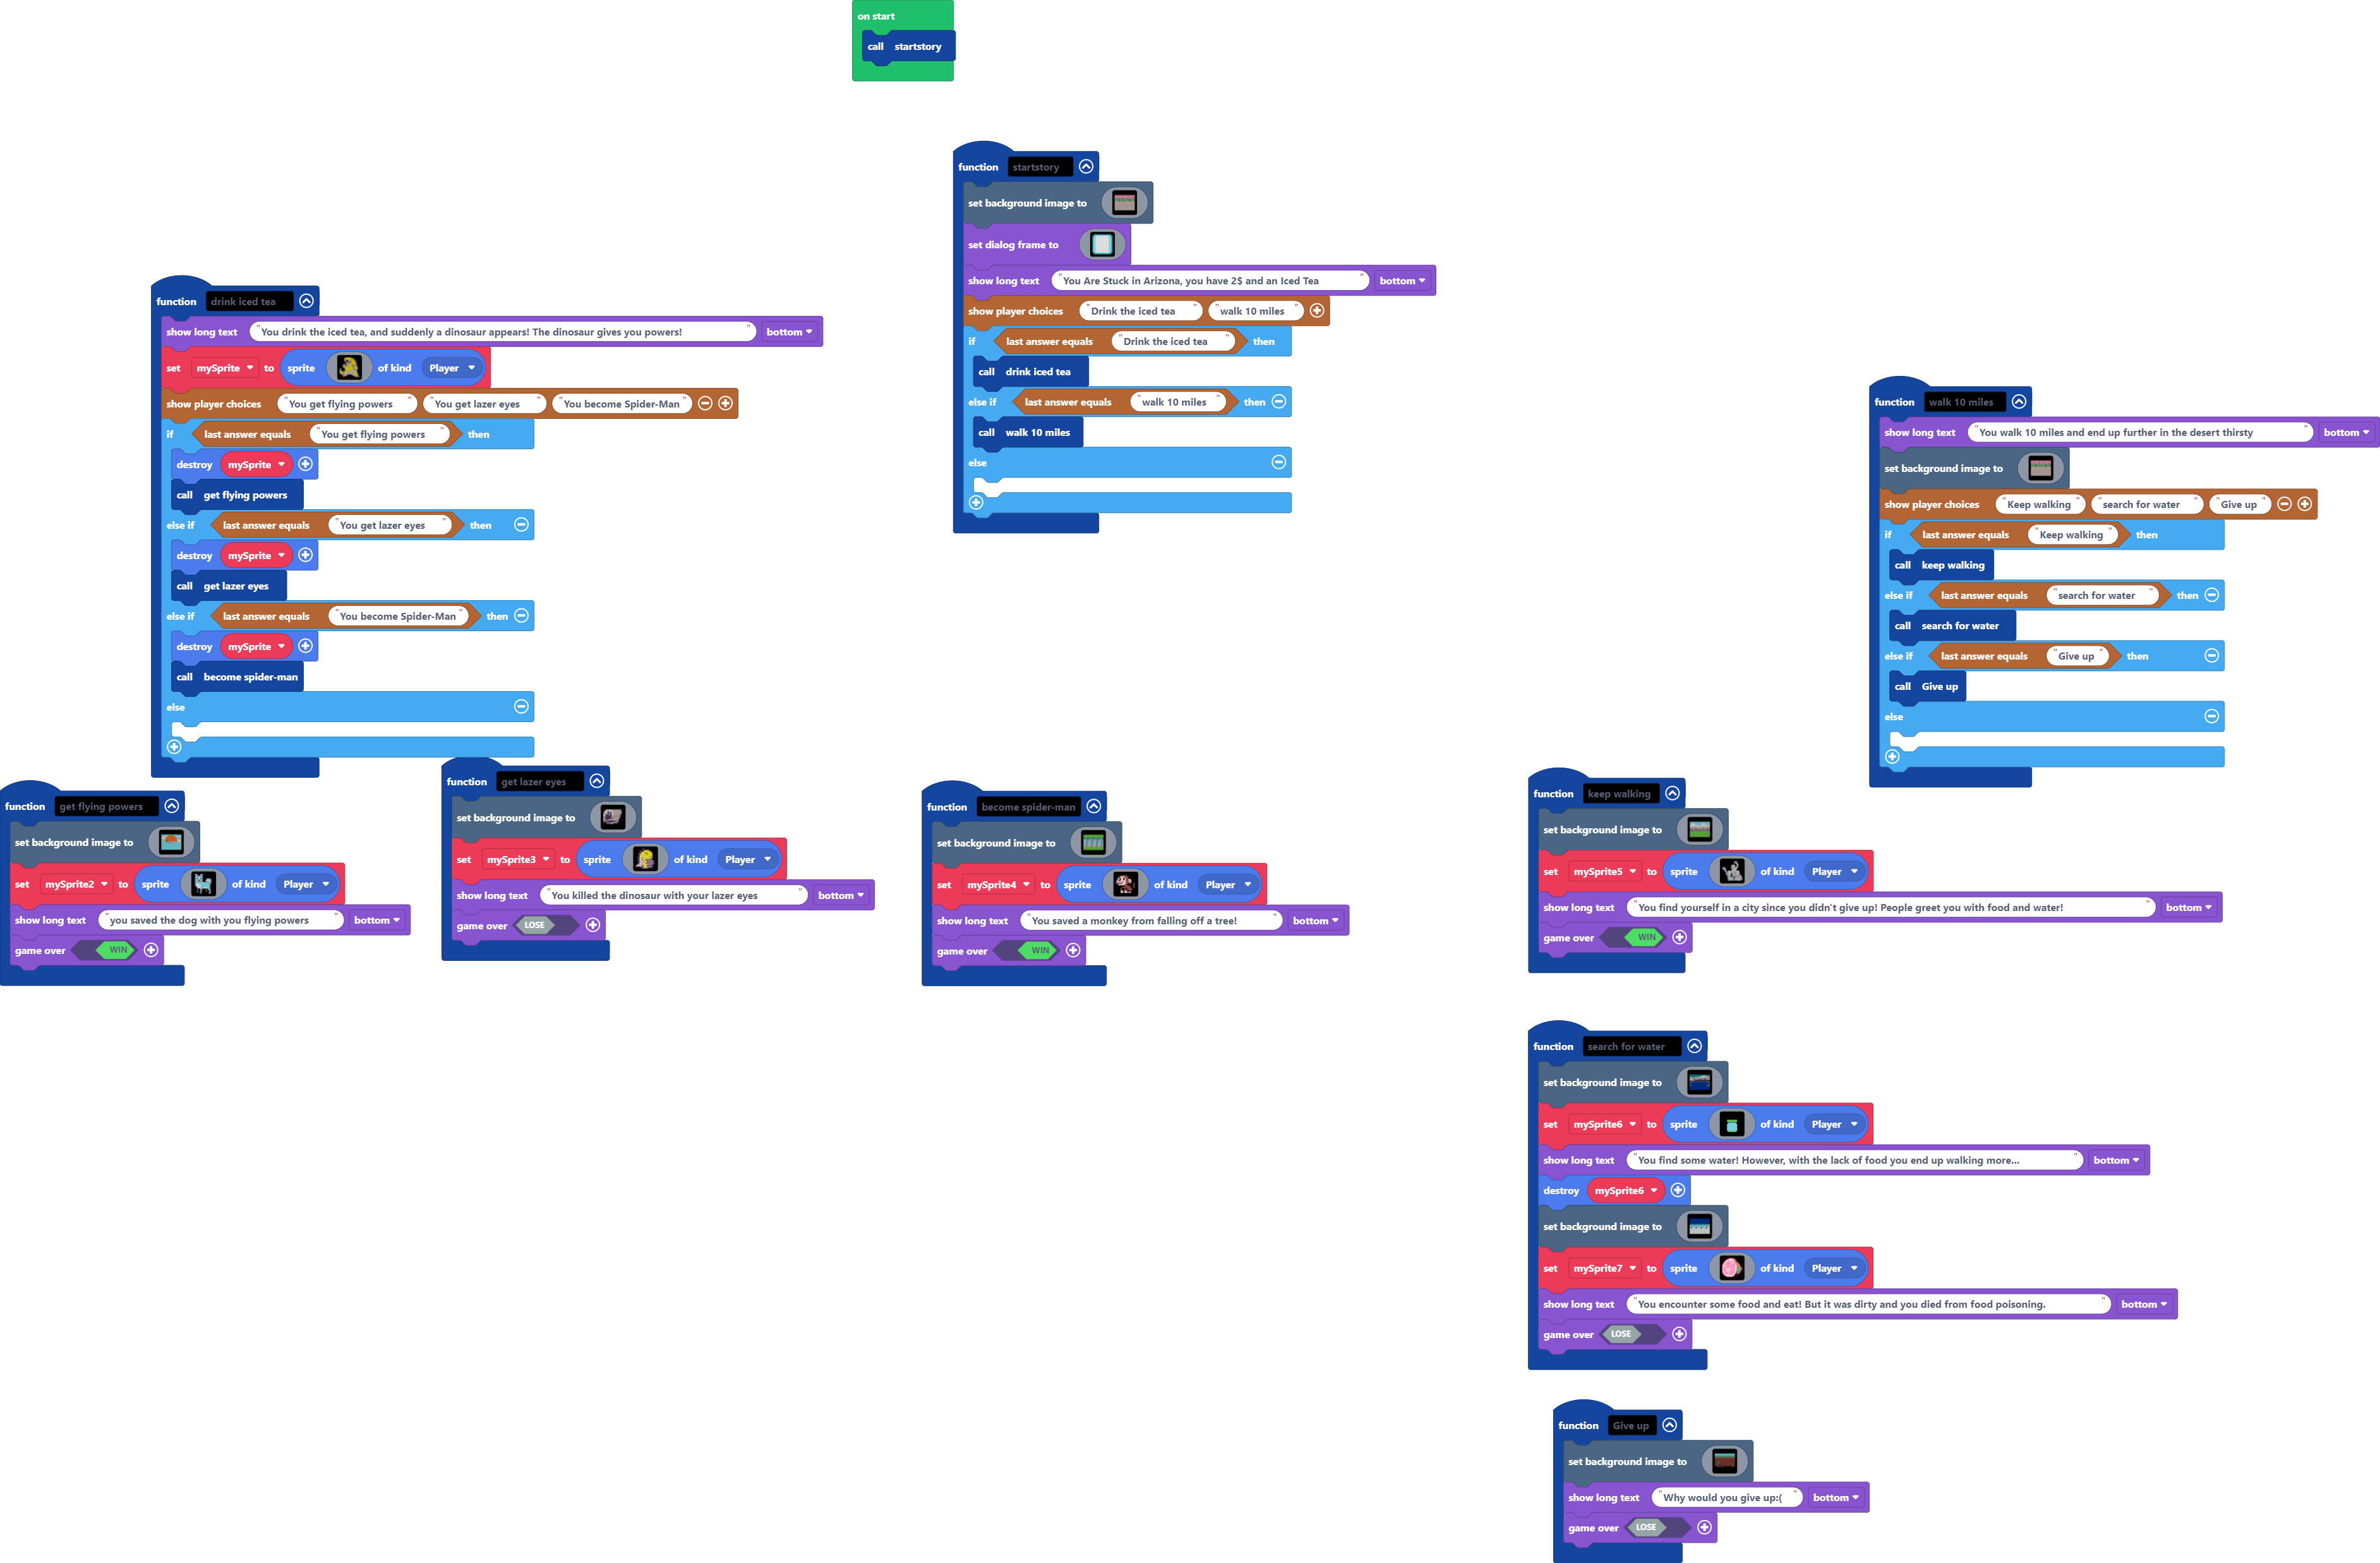 on start
call startstory
function startstory
set background image to
set dialog frame to
show long text "You Are Stuck in Arizona, you have 2$ and an Iced Tea" bottom
show player choices "Drink the iced tea" "walk 10 miles"
if last answer equals "Drink the iced tea" then
call drink iced tea
else if last answer equals "walk 10 miles" then
call walk 10 miles
else
function drink iced tea
show long text "You drink the iced tea, and suddenly a dinosaur appears! The dinosaur gives you powers!" bottom
set mySprite to sprite of kind Player
show player choices "You get flying powers" "You get lazer eyes" "You become Spider-Man"
if last answer equals "You get flying powers" then
destroy mySprite
call get flying powers
else if last answer equals "You get lazer eyes" then
destroy mySprite
call get lazer eyes
else if last answer equals "You become Spider-Man" then
destroy mySprite
call become spider-man
else
function walk 10 miles
show long text "You walk 10 miles and end up further in the desert thirsty" bottom
set background image to
show player choices "Keep walking" "search for water" "Give up"
if last answer equals "Keep walking" then
call keep walking
else if last answer equals "search for water" then
call search for water
else if last answer equals "Give up" then
call Give up
else
function get flying powers
set background image to
set mySprite2 to sprite of kind Player
show long text "you saved the dog with you flying powers" bottom
game over WIN
function get lazer eyes
set background image to
set mySprite3 to sprite of kind Player
show long text "You killed the dinosaur with your lazer eyes" bottom
game over LOSE
function become spider-man
set background image to
set mySprite4 to sprite of kind Player
show long text "You saved a monkey from falling off a tree!" bottom
game over WIN
function keep walking
set background image to
set mySprite5 to sprite of kind Player
show long text "You find yourself in a city since you didn't give up! People greet you with food and water!" bottom
game over WIN
function search for water
set background image to
set mySprite6 to sprite of kind Player
show long text "You find some water! However, with the lack of food you end up walking more..." bottom
destroy mySprite6
set background image to
set mySprite7 to sprite of kind Player
show long text "You encounter some food and eat! But it was dirty and you died from food poisoning." bottom
game over LOSE
function Give up
set background image to
show long text "Why would you give up:(" bottom
game over LOSE